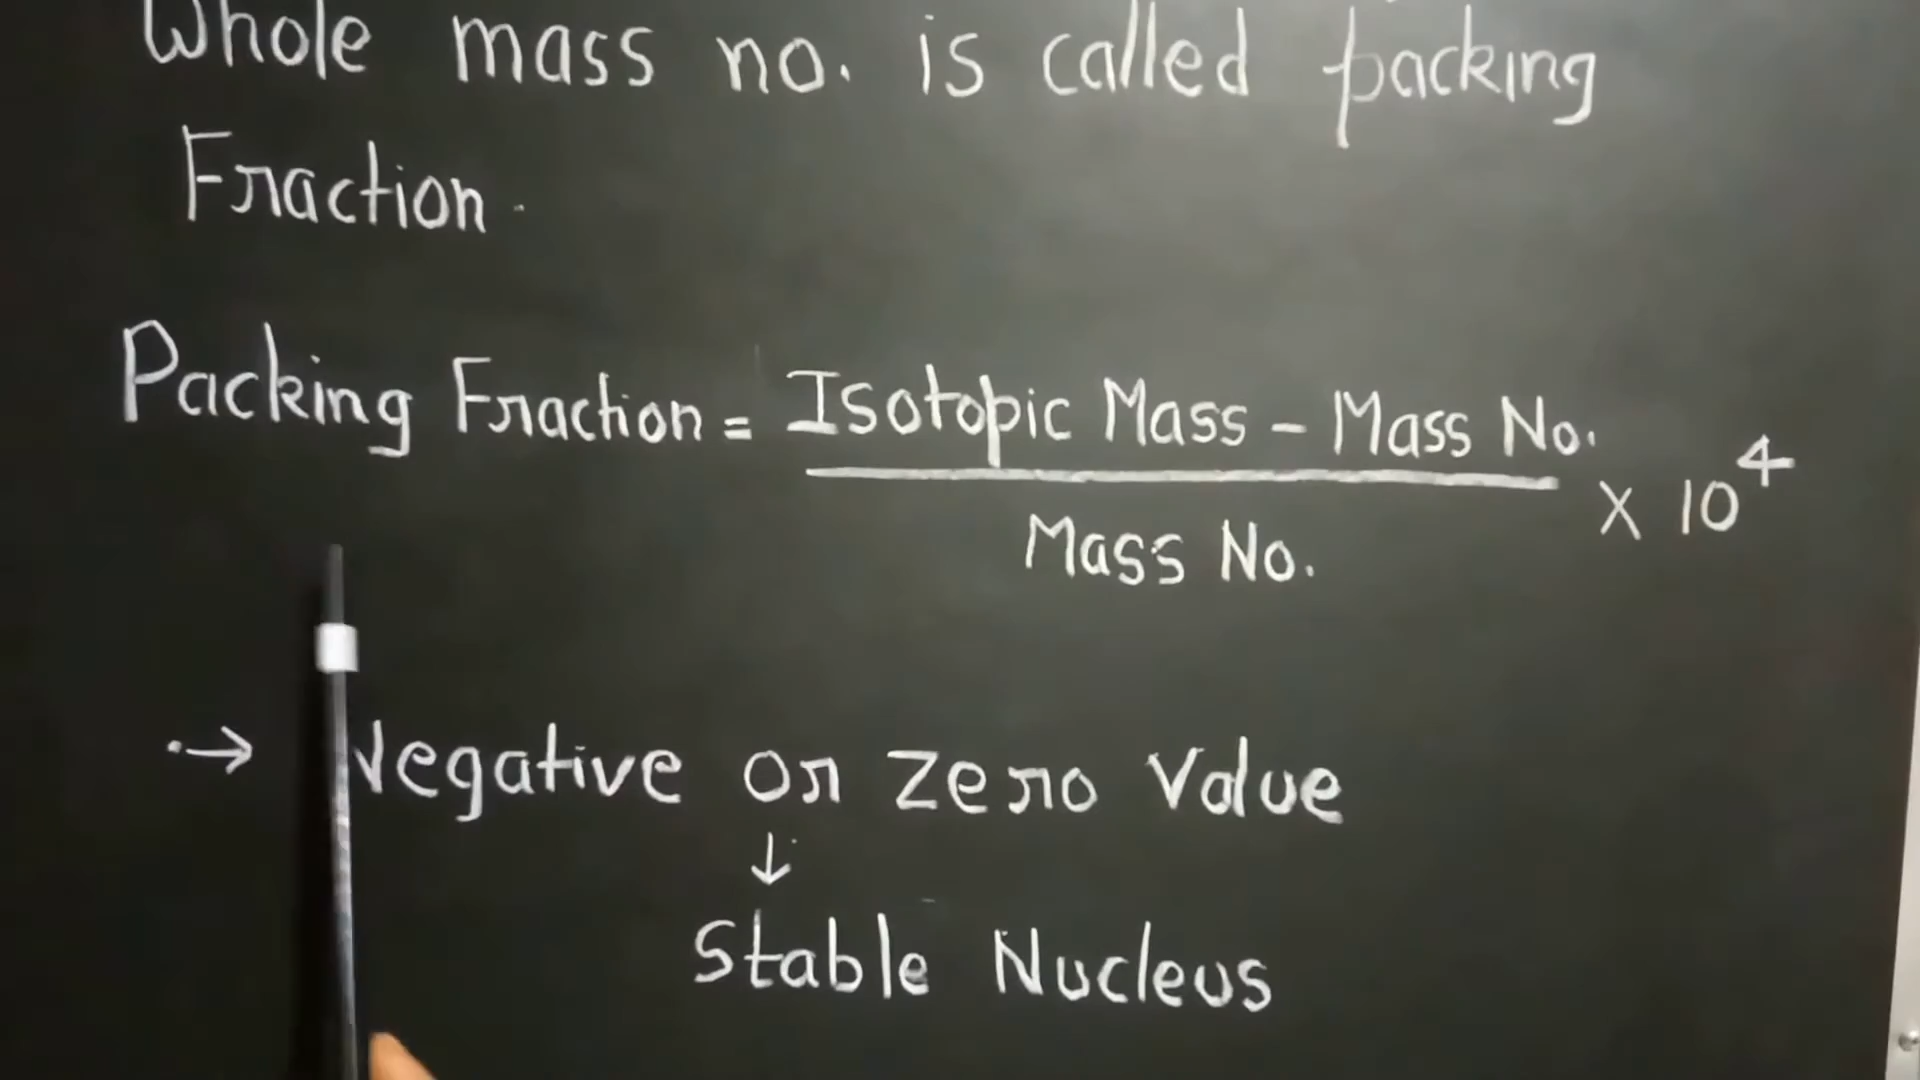 Whole mass no. is called packing
Fraction.
Packing Fraction = Isotopic Mass - Mass No.
Mass No.
x 10^4
→ Negative or zero value
↓
Stable Nucleus